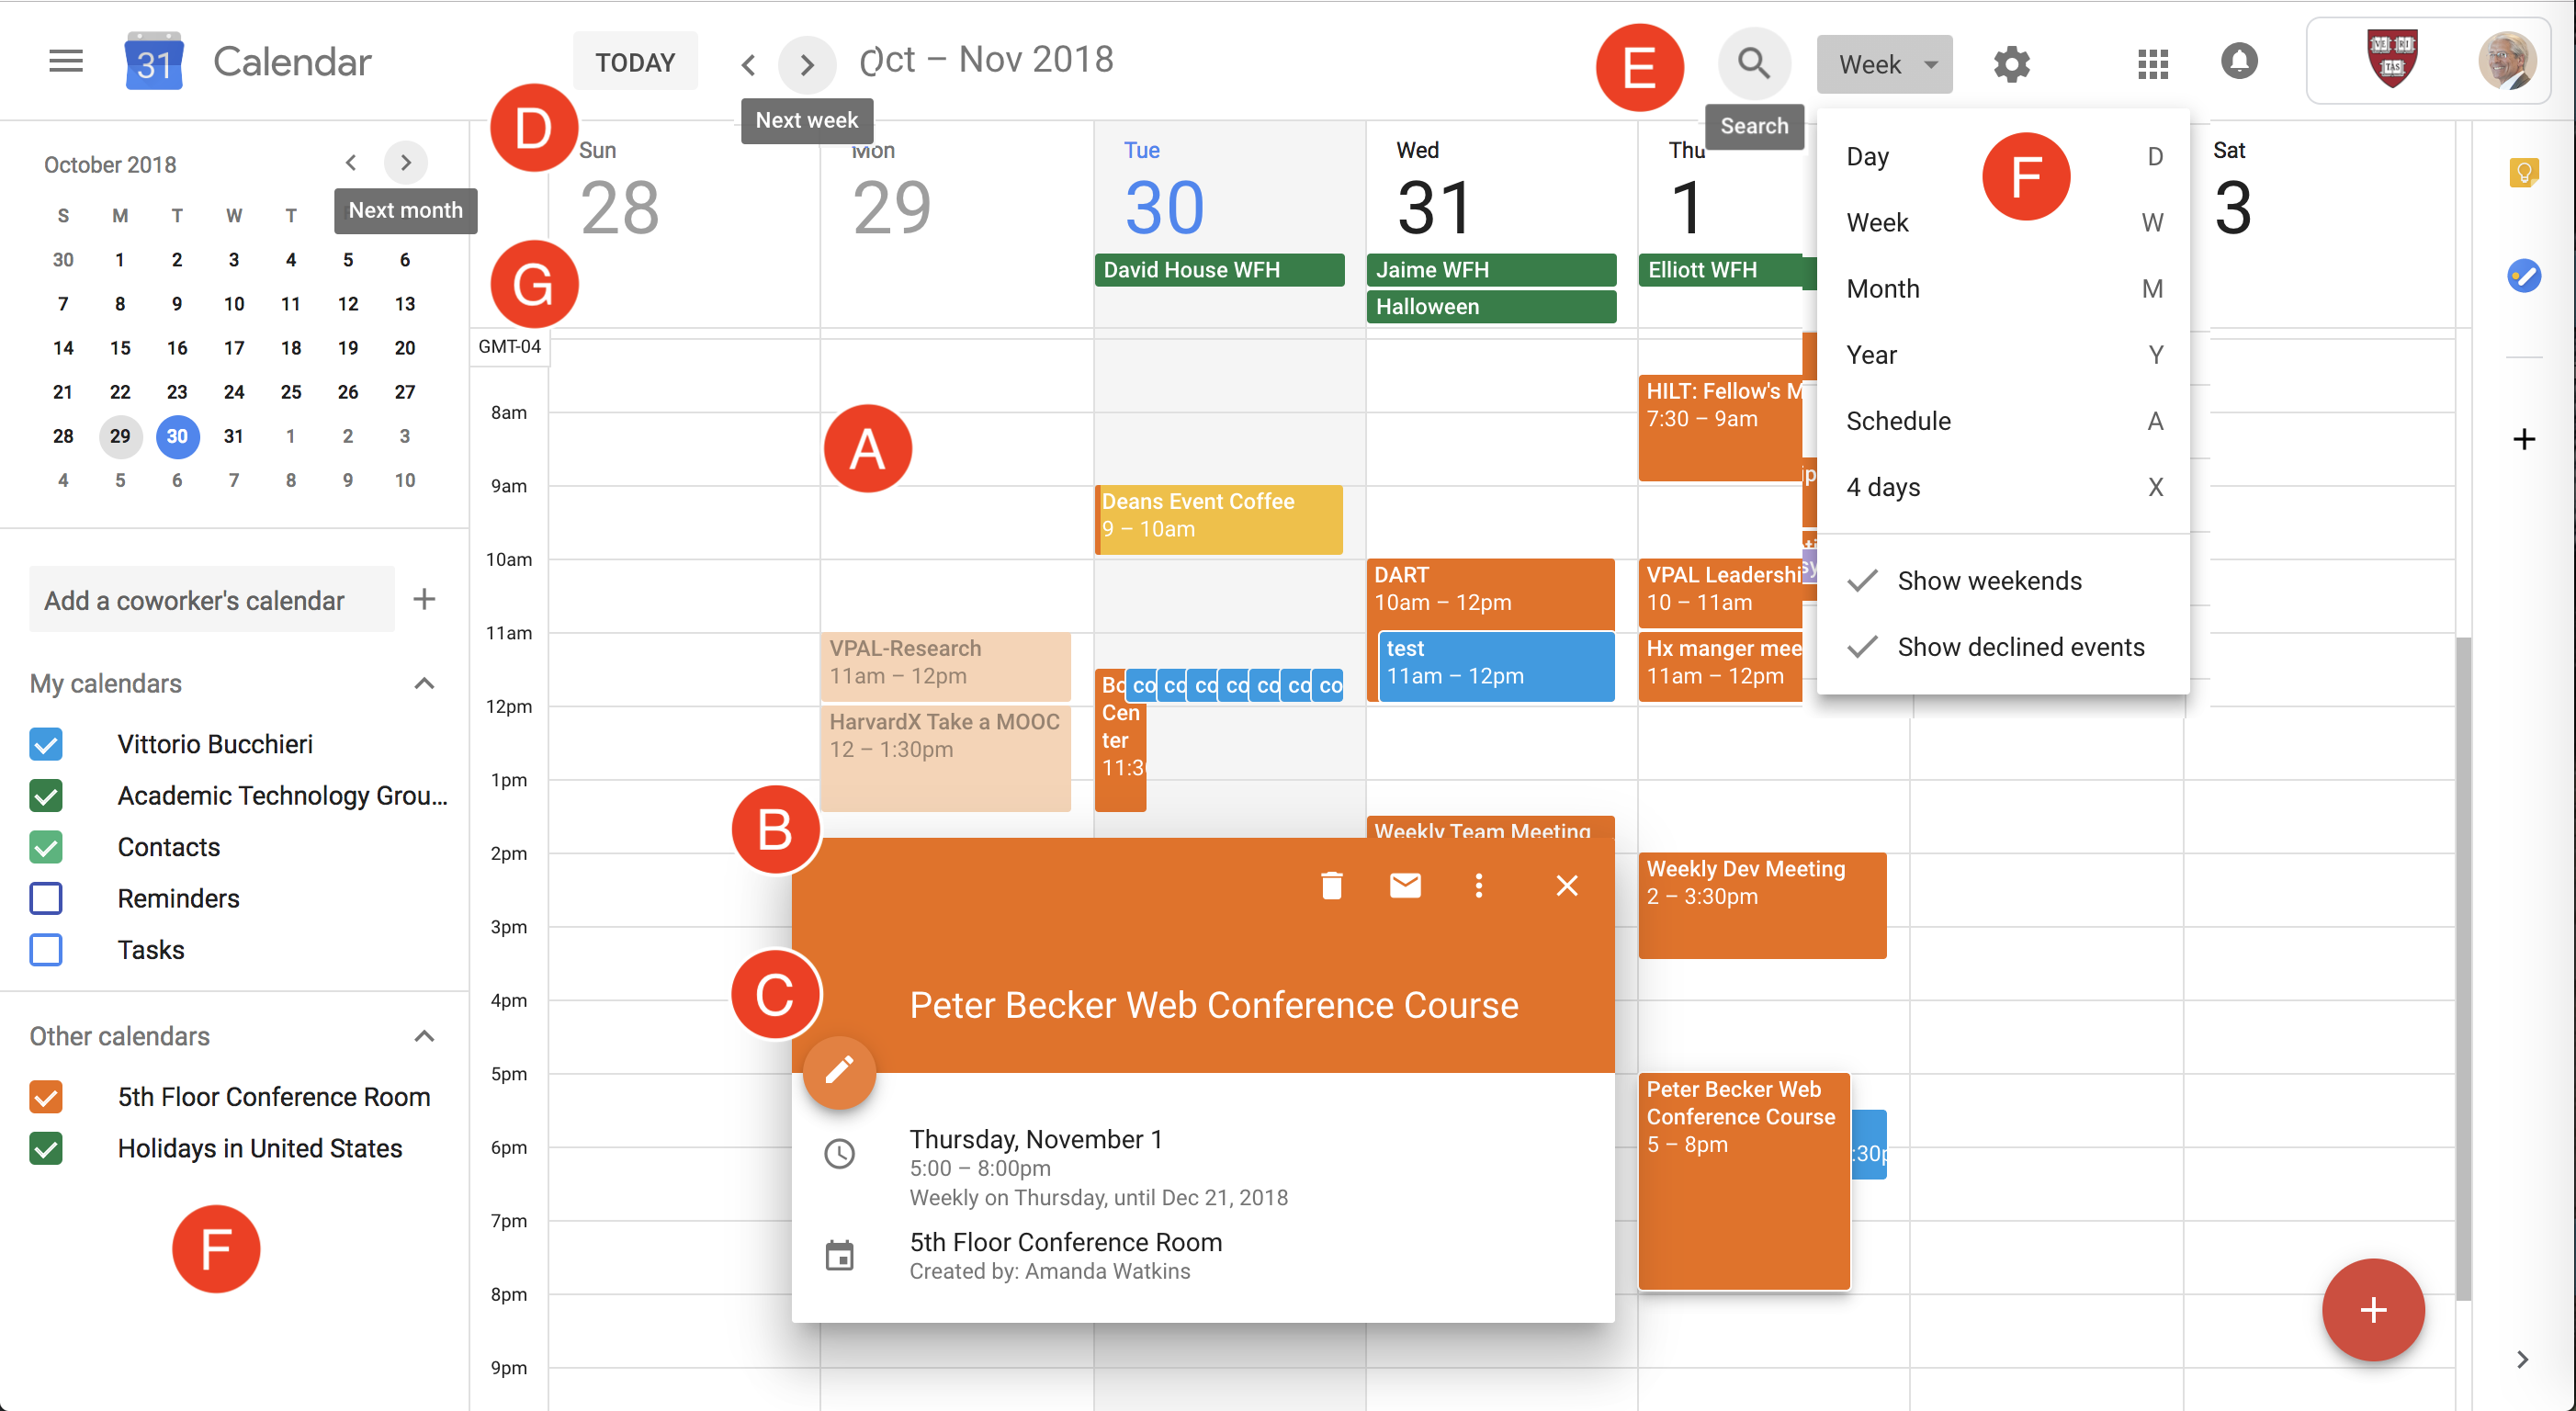 31 Calendar
TODAY
Oct – Nov 2018
E
Week
Next week
Search
D
October 2018
Next month
S M T W T
30 1 2 3 4 5 6
7 8 9 10 11 12 13
14 15 16 17 18 19 20
21 22 23 24 25 26 27
28 29 30 31 1 2 3
4 5 6 7 8 9 10
Add a coworker's calendar
My calendars
Vittorio Bucchieri
Academic Technology Grou...
Contacts
Reminders
Tasks
Other calendars
5th Floor Conference Room
Holidays in United States
F
G
GMT-04
Sun
28
Mon
29
Tue
30
Wed
31
Thu
1
Sat
3
David House WFH
Jaime WFH
Halloween
Elliott WFH
8am
9am
10am
11am
12pm
1pm
2pm
3pm
4pm
5pm
6pm
7pm
8pm
9pm
A
VPAL-Research
11am – 12pm
HarvardX Take a MOOC
12 – 1:30pm
Deans Event Coffee
9 – 10am
Bo
Cen
ter
11:3
co co co co co co co
DART
10am – 12pm
test
11am – 12pm
Weekly Team Meeting
HILT: Fellow's M
7:30 – 9am
VPAL Leadershi
10 – 11am
Hx manger mee
11am – 12pm
Weekly Dev Meeting
2 – 3:30pm
Peter Becker Web
Conference Course
5 – 8pm
:30p
B
C
Peter Becker Web Conference Course
Thursday, November 1
5:00 – 8:00pm
Weekly on Thursday, until Dec 21, 2018
5th Floor Conference Room
Created by: Amanda Watkins
F
Day D
Week W
Month M
Year Y
Schedule A
4 days X
Show weekends
Show declined events